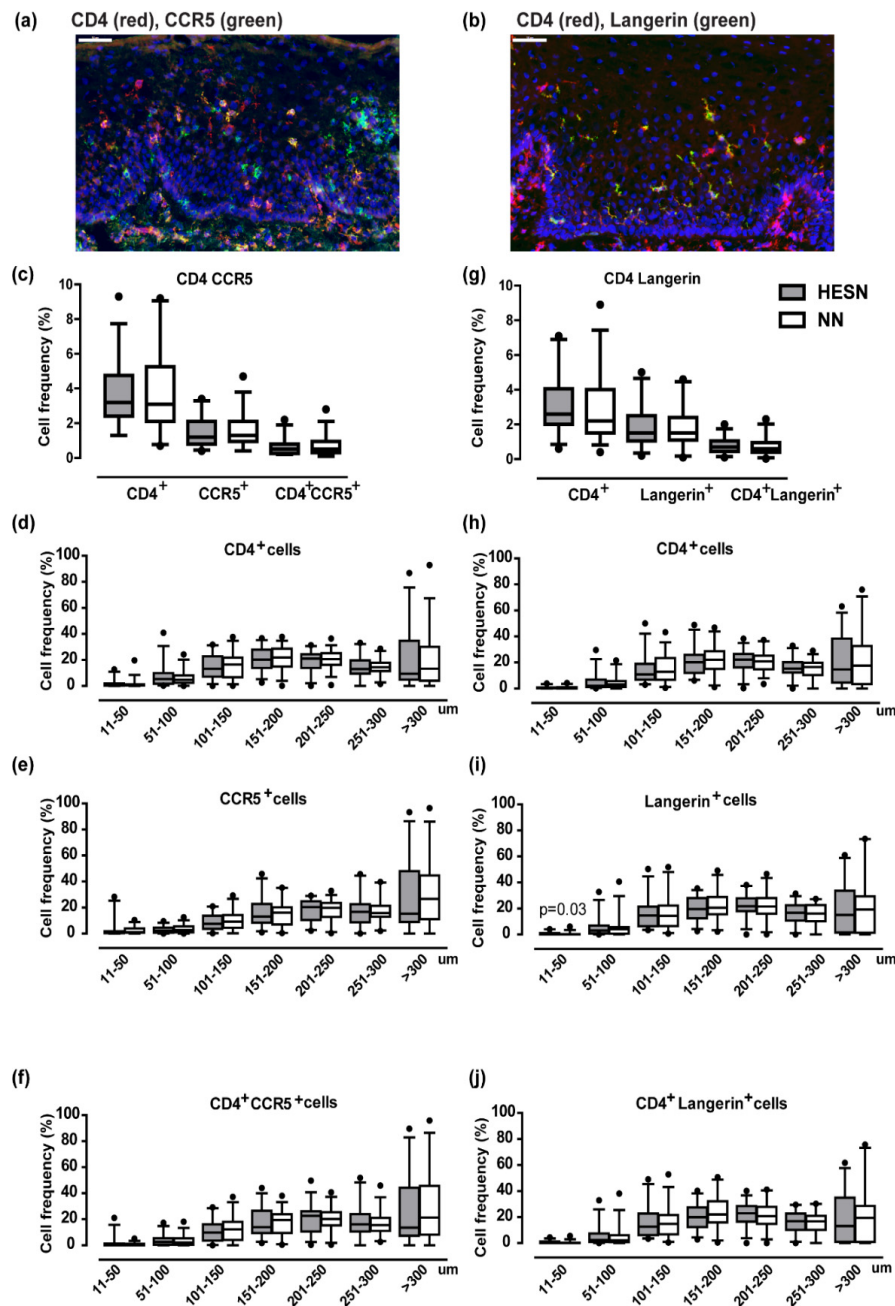 (a) CD4 (red), CCR5 (green)
(b) CD4 (red), Langerin (green)
(c)
CD4 CCR5
Cell frequency (%)
10
8
6
4
2
0
CD4+ CCR5+ CD4+CCR5+
(g)
CD4 Langerin
Cell frequency (%)
10
8
6
4
2
0
CD4+ Langerin+ CD4+Langerin+
HESN
NN
(d)
CD4+cells
Cell frequency (%)
100
80
60
40
20
0
11-50 51-100 101-150 151-200 201-250 251-300 >300 um
(h)
CD4+cells
Cell frequency (%)
100
80
60
40
20
0
11-50 51-100 101-150 151-200 201-250 251-300 >300 um
(e)
CCR5+cells
Cell frequency (%)
100
80
60
40
20
0
11-50 51-100 101-150 151-200 201-250 251-300 >300 um
(i)
Langerin+cells
Cell frequency (%)
100
80
60
40
20
0
p=0.03
11-50 51-100 101-150 151-200 201-250 251-300 >300 um
(f)
CD4+CCR5+cells
Cell frequency (%)
100
80
60
40
20
0
11-50 51-100 101-150 151-200 201-250 251-300 >300 um
(j)
CD4+Langerin+cells
Cell frequency (%)
100
80
60
40
20
0
11-50 51-100 101-150 151-200 201-250 251-300 >300 um